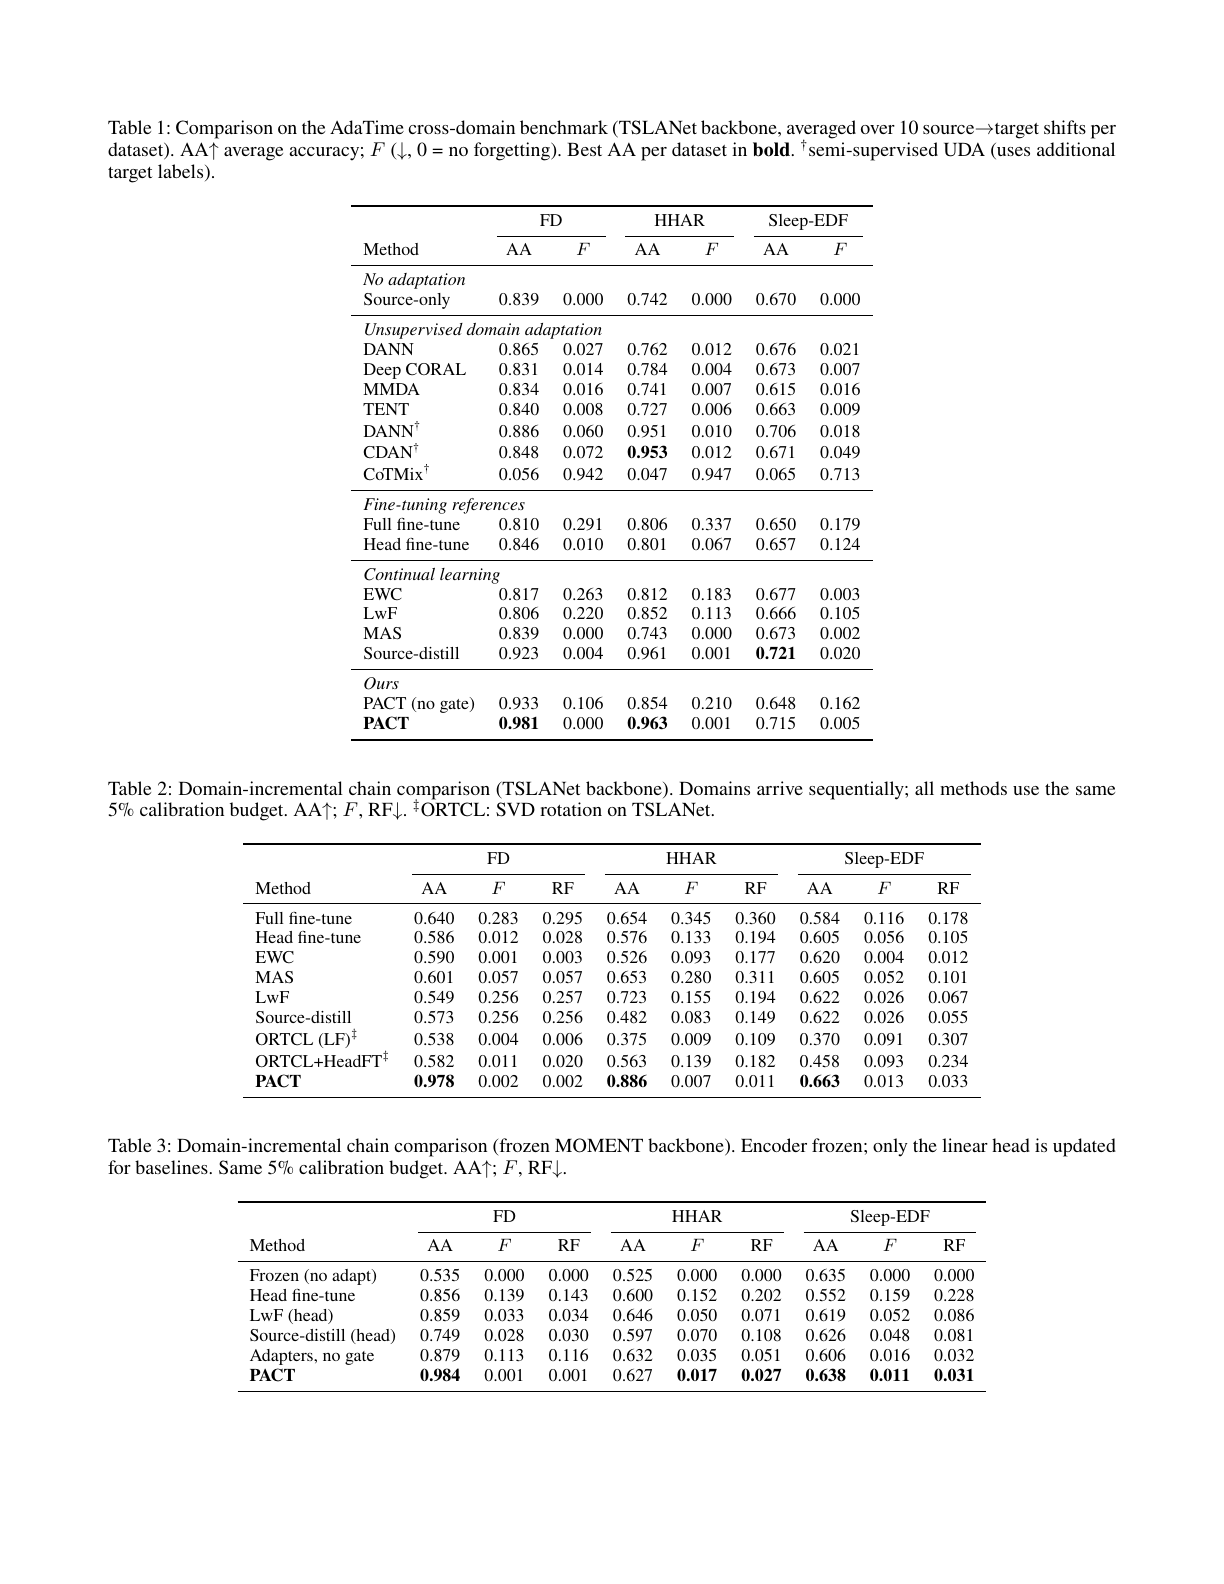 Table 1: Comparison on the AdaTime cross-domain benchmark (TSLANet backbone, averaged over 10 source→target shifts per
dataset). AA↑ average accuracy; F (↓, 0 = no forgetting). Best AA per dataset in bold. †semi-supervised UDA (uses additional
target labels).
FD HHAR Sleep-EDF
Method AA F AA F AA F
No adaptation
Source-only 0.839 0.000 0.742 0.000 0.670 0.000
Unsupervised domain adaptation
DANN 0.865 0.027 0.762 0.012 0.676 0.021
Deep CORAL 0.831 0.014 0.784 0.004 0.673 0.007
MMDA 0.834 0.016 0.741 0.007 0.615 0.016
TENT 0.840 0.008 0.727 0.006 0.663 0.009
DANN† 0.886 0.060 0.951 0.010 0.706 0.018
CDAN† 0.848 0.072 0.953 0.012 0.671 0.049
CoTMix† 0.056 0.942 0.047 0.947 0.065 0.713
Fine-tuning references
Full fine-tune 0.810 0.291 0.806 0.337 0.650 0.179
Head fine-tune 0.846 0.010 0.801 0.067 0.657 0.124
Continual learning
EWC 0.817 0.263 0.812 0.183 0.677 0.003
LwF 0.806 0.220 0.852 0.113 0.666 0.105
MAS 0.839 0.000 0.743 0.000 0.673 0.002
Source-distill 0.923 0.004 0.961 0.001 0.721 0.020
Ours
PACT (no gate) 0.933 0.106 0.854 0.210 0.648 0.162
PACT 0.981 0.000 0.963 0.001 0.715 0.005
Table 2: Domain-incremental chain comparison (TSLANet backbone). Domains arrive sequentially; all methods use the same
5% calibration budget. AA↑; F, RF↓. ‡ORTCL: SVD rotation on TSLANet.
FD HHAR Sleep-EDF
Method AA F RF AA F RF AA F RF
Full fine-tune 0.640 0.283 0.295 0.654 0.345 0.360 0.584 0.116 0.178
Head fine-tune 0.586 0.012 0.028 0.576 0.133 0.194 0.605 0.056 0.105
EWC 0.590 0.001 0.003 0.526 0.093 0.177 0.620 0.004 0.012
MAS 0.601 0.057 0.057 0.653 0.280 0.311 0.605 0.052 0.101
LwF 0.549 0.256 0.257 0.723 0.155 0.194 0.622 0.026 0.067
Source-distill 0.573 0.256 0.256 0.482 0.083 0.149 0.622 0.026 0.055
ORTCL (LF)‡ 0.538 0.004 0.006 0.375 0.009 0.109 0.370 0.091 0.307
ORTCL+HeadFT‡ 0.582 0.011 0.020 0.563 0.139 0.182 0.458 0.093 0.234
PACT 0.978 0.002 0.002 0.886 0.007 0.011 0.663 0.013 0.033
Table 3: Domain-incremental chain comparison (frozen MOMENT backbone). Encoder frozen; only the linear head is updated
for baselines. Same 5% calibration budget. AA↑; F, RF↓.
FD HHAR Sleep-EDF
Method AA F RF AA F RF AA F RF
Frozen (no adapt) 0.535 0.000 0.000 0.525 0.000 0.000 0.635 0.000 0.000
Head fine-tune 0.856 0.139 0.143 0.600 0.152 0.202 0.552 0.159 0.228
LwF (head) 0.859 0.033 0.034 0.646 0.050 0.071 0.619 0.052 0.086
Source-distill (head) 0.749 0.028 0.030 0.597 0.070 0.108 0.626 0.048 0.081
Adapters, no gate 0.879 0.113 0.116 0.632 0.035 0.051 0.606 0.016 0.032
PACT 0.984 0.001 0.001 0.627 0.017 0.027 0.638 0.011 0.031